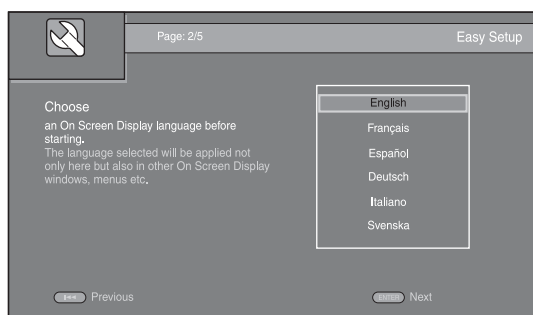 Page: 2/5
Easy Setup
Choose
an On Screen Display language before
starting.
The language selected will be applied not
only here but also in other On Screen Display
windows, menus etc.
English
Français
Español
Deutsch
Italiano
Svenska
Previous
ENTER Next